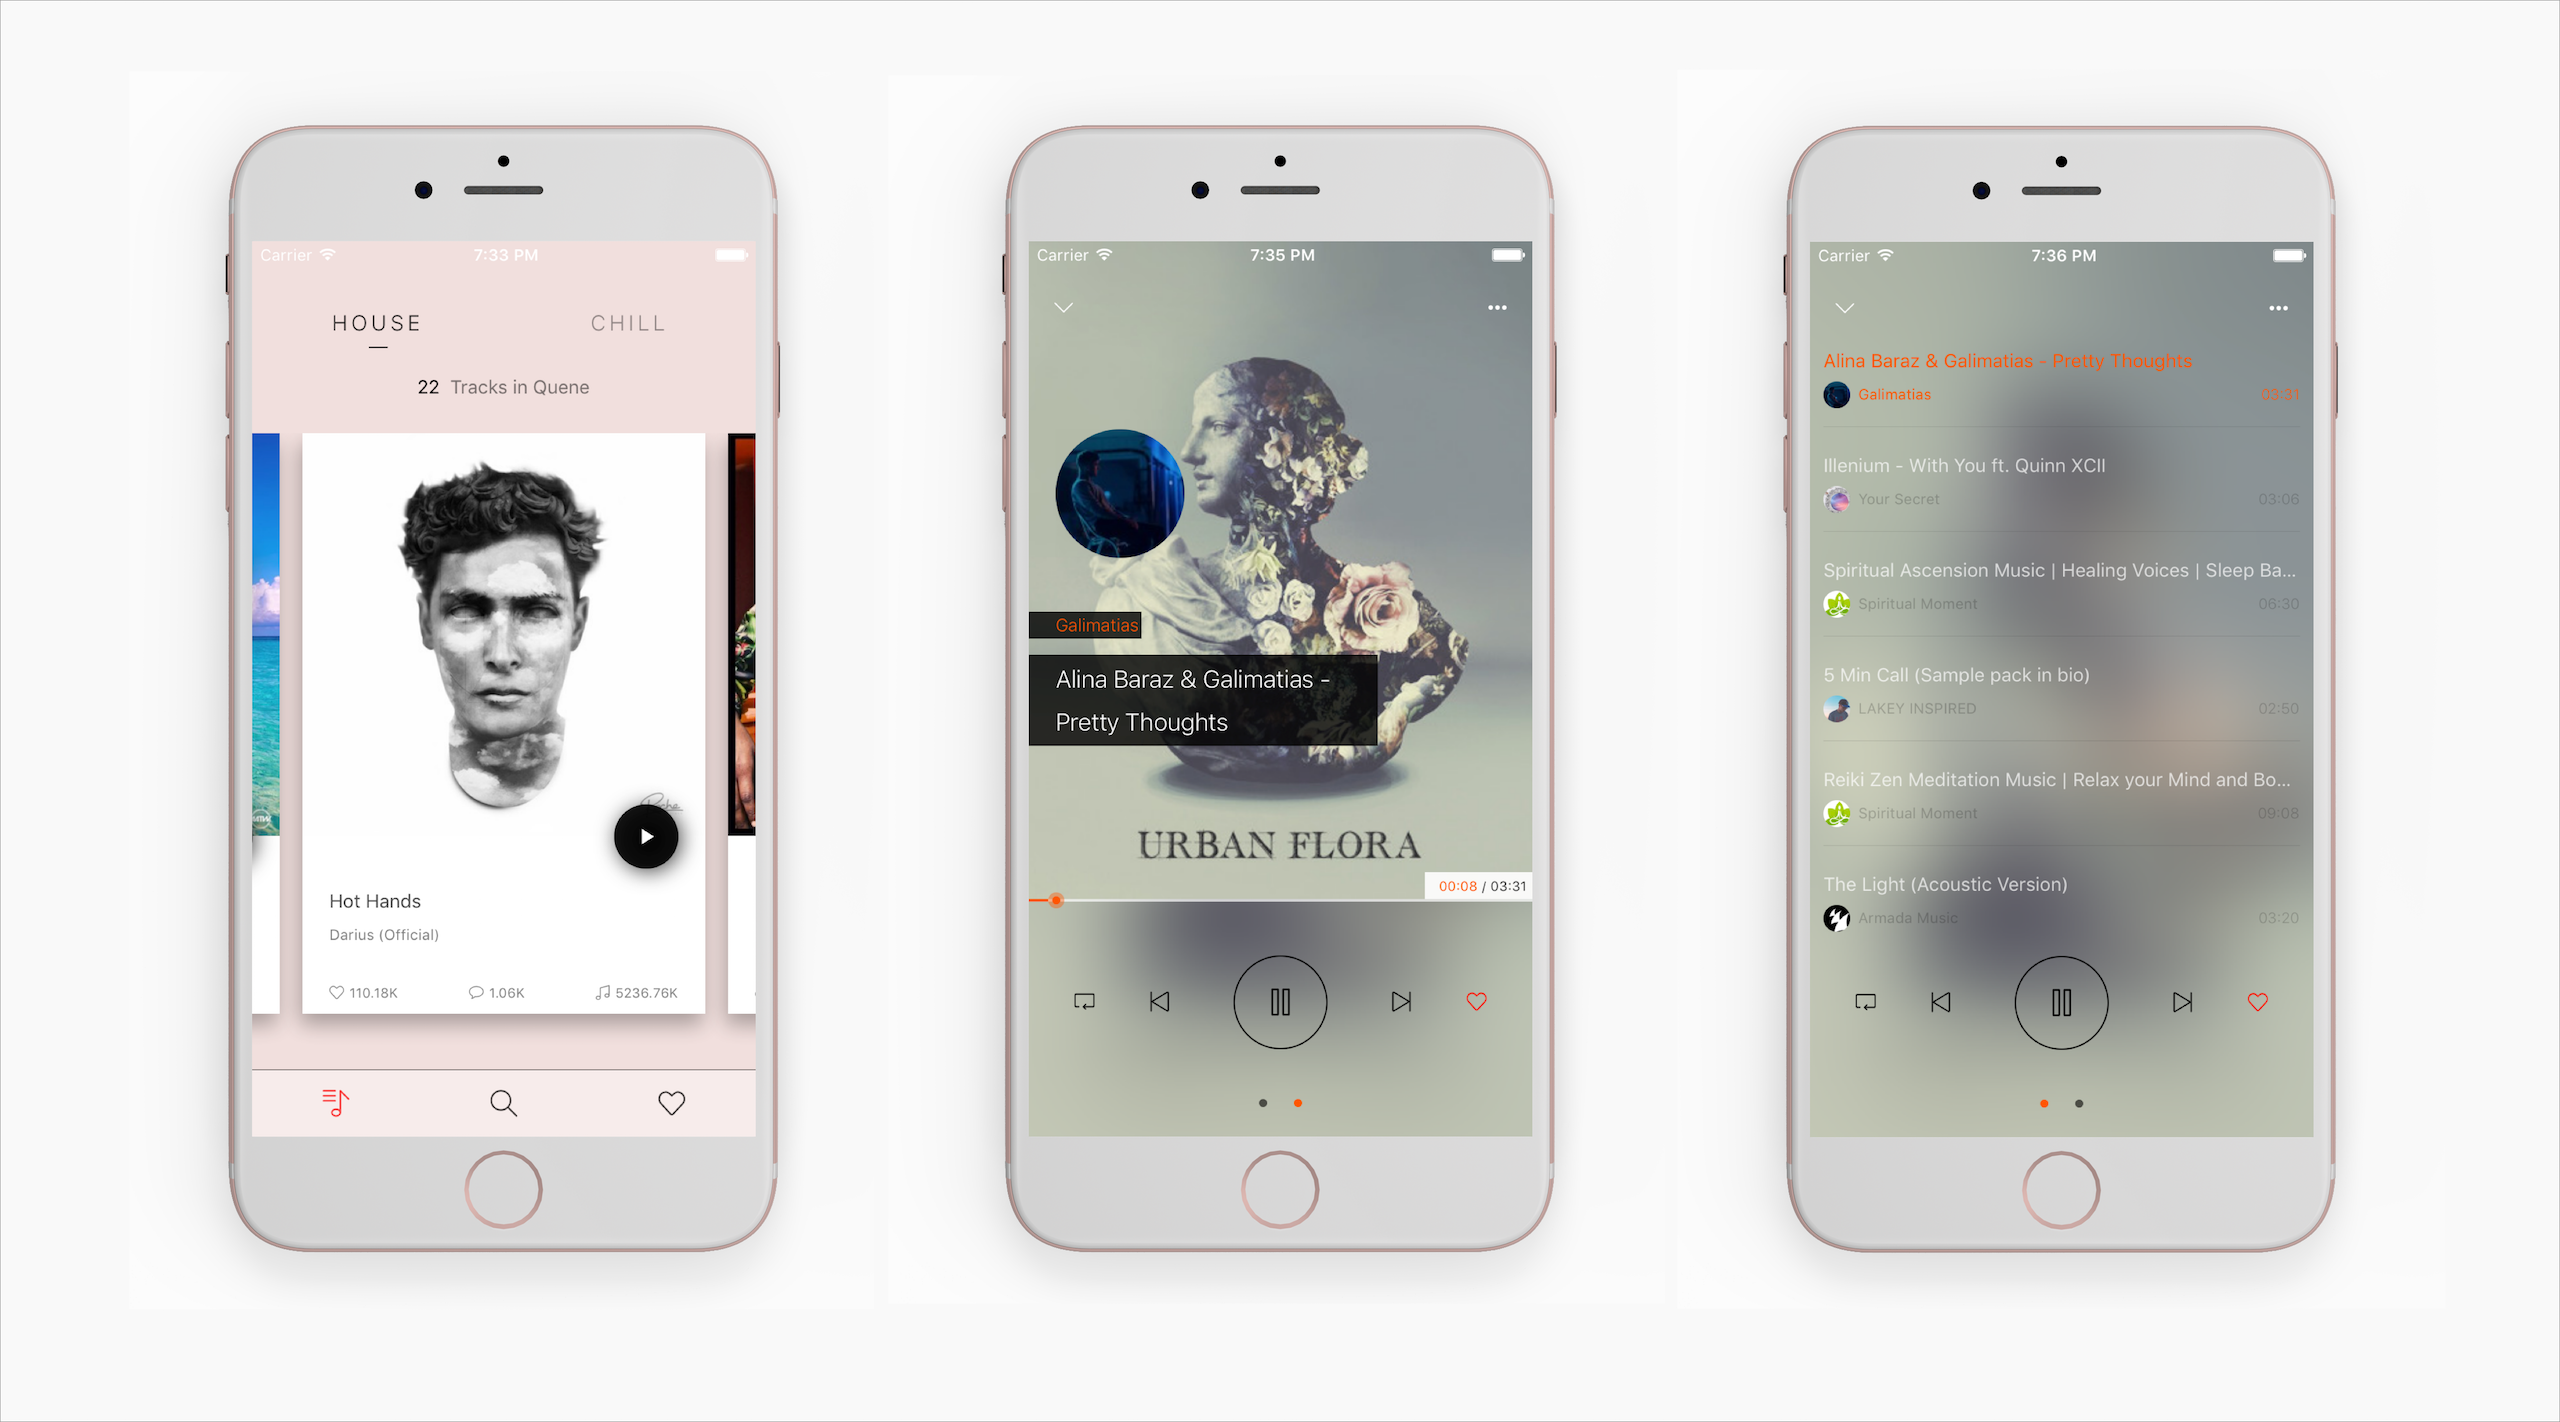 Carrier 7:33 PM
HOUSE CHILL
22 Tracks in Quene
Hot Hands
Darius (Official)
110.18K 1.06K 5236.76K
Carrier 7:35 PM
Galimatias
Alina Baraz & Galimatias -
Pretty Thoughts
URBAN FLORA
00:08 / 03:31
Carrier 7:36 PM
Alina Baraz & Galimatias - Pretty Thoughts
Galimatias 03:31
Illenium - With You ft. Quinn XCII
Your Secret 03:06
Spiritual Ascension Music | Healing Voices | Sleep Ba...
Spiritual Moment 06:30
5 Min Call (Sample pack in bio)
LAKEY INSPIRED 02:50
Reiki Zen Meditation Music | Relax your Mind and Bo...
Spiritual Moment 09:08
The Light (Acoustic Version)
Armada Music 03:20